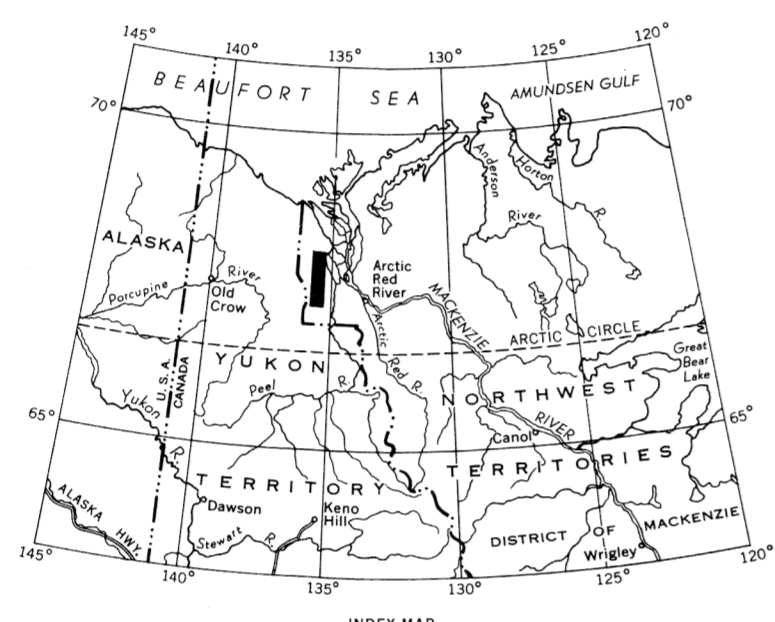 145°
140°
135°
130°
125°
120°
BEAUFORT SEA
AMUNDSEN GULF
70°
70°
Anderson
River
Horton
R.
ALASKA
Porcupine
River
Old
Crow
Arctic
Red
River
MACKENZIE
RIVER
Arctic
Red R.
ARCTIC CIRCLE
Great
Bear
Lake
U.S.A.
CANADA
YUKON
TERRITORY
Peel
R.
NORTHWEST
TERRITORIES
Yukon
R.
65°
65°
Canol
Dawson
Keno
Hill
Stewart
R.
ALASKA HWY.
DISTRICT OF MACKENZIE
Wrigley
145°
140°
135°
130°
125°
120°
INDEX MAP